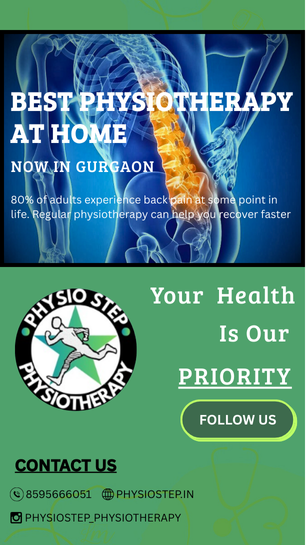 BEST PHYSIOTHERAPY
AT HOME
NOW IN GURGAON
80% of adults experience back pain at some point in
life. Regular physiotherapy can help you recover faster
PHYSIO STEP
PHYSIOTHERAPY
Your Health
Is Our
PRIORITY
FOLLOW US
CONTACT US
8595666051 PHYSIOSTEP.IN
PHYSIOSTEP_PHYSIOTHERAPY